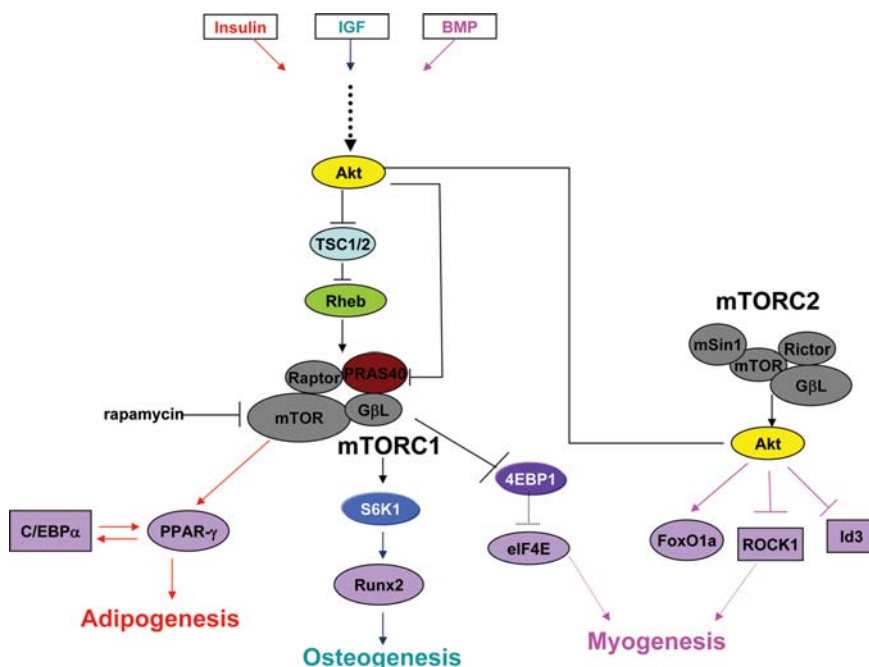 Insulin IGF BMP
Akt
TSC1/2
Rheb
mTORC2
mSin1 Rictor
mTOR
GβL
Raptor PRAS40
rapamycin mTOR GβL
mTORC1
Akt
4EBP1
S6K1
C/EBPα PPAR-γ eIF4E FoxO1a ROCK1 Id3
Runx2
Adipogenesis Myogenesis
Osteogenesis